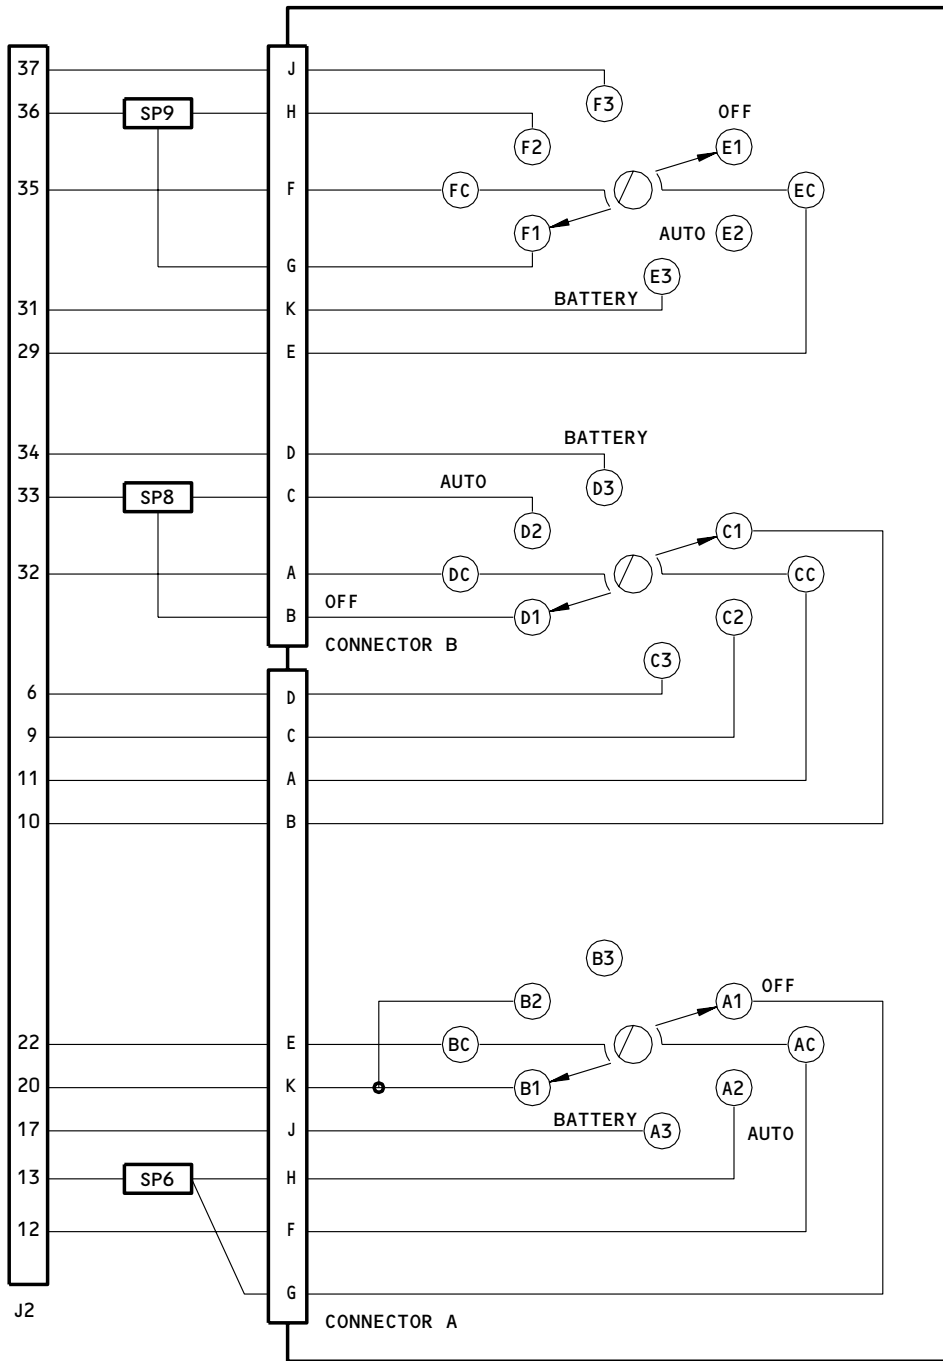 37 J
F3
36 SP9 H OFF
F2 E1
35 F FC EC
F1 AUTO E2
G E3
31 K BATTERY
29 E
34 D BATTERY
33 SP8 C AUTO D3
D2 C1
32 A DC CC
OFF
B D1 C2
CONNECTOR B
C3
6 D
9 C
11 A
10 B
B3
B2 A1 OFF
22 E BC AC
20 K B1 A2
BATTERY
17 J A3 AUTO
13 SP6 H
12 F
G
J2
CONNECTOR A